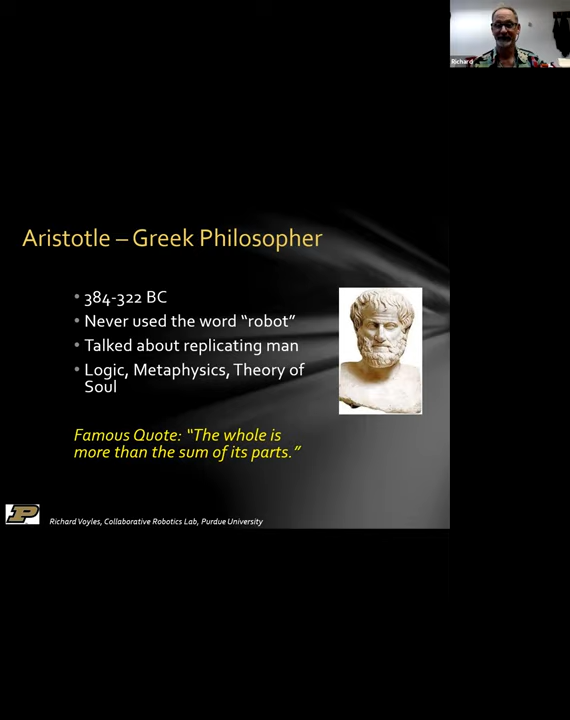 Richard
Aristotle – Greek Philosopher
• 384-322 BC
• Never used the word “robot”
• Talked about replicating man
• Logic, Metaphysics, Theory of
Soul
Famous Quote: “The whole is
more than the sum of its parts.”
P
Richard Voyles, Collaborative Robotics Lab, Purdue University